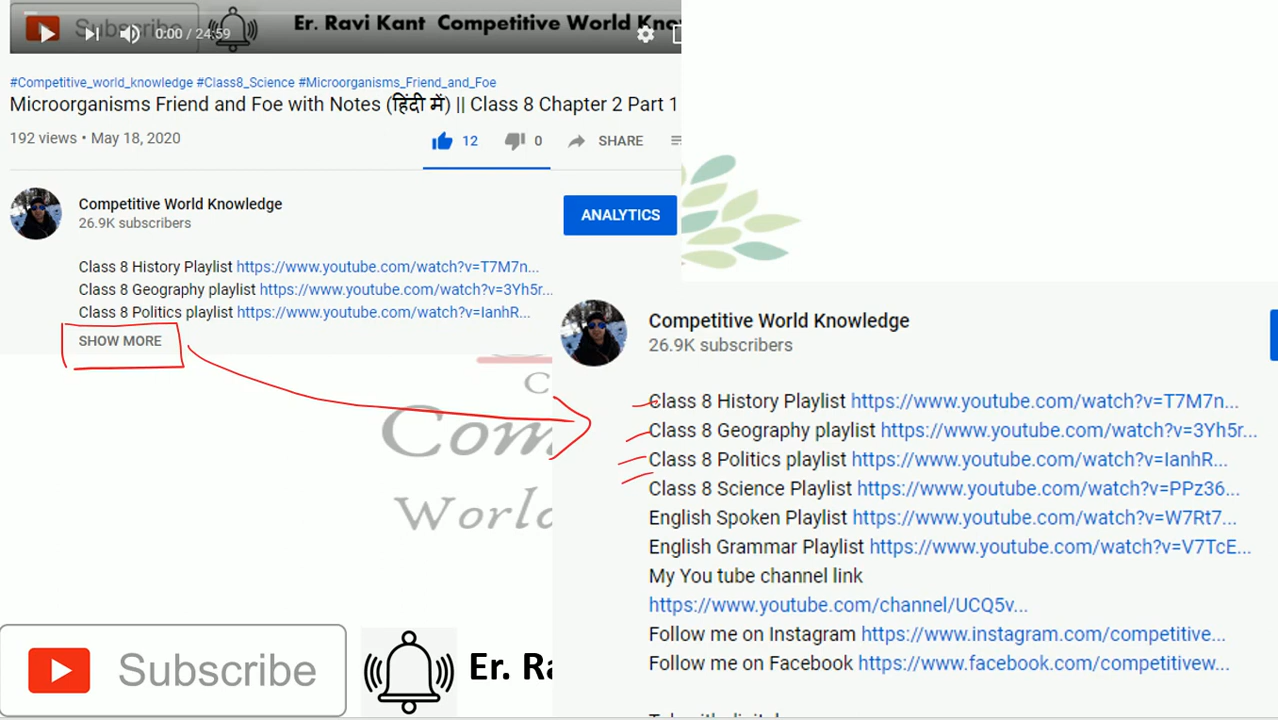 Subscribe
0:00 / 24:59
Er. Ravi Kant Competitive World Kno
#Competitive_world_knowledge #Class8_Science #Microorganisms_Friend_and_Foe
Microorganisms Friend and Foe with Notes (हिंदी में) || Class 8 Chapter 2 Part 1
192 views • May 18, 2020
12
0
SHARE
Competitive World Knowledge
26.9K subscribers
ANALYTICS
Class 8 History Playlist https://www.youtube.com/watch?v=T7M7n...
Class 8 Geography playlist https://www.youtube.com/watch?v=3Yh5r...
Class 8 Politics playlist https://www.youtube.com/watch?v=IanhR...
SHOW MORE
Competitive World Knowledge
26.9K subscribers
Class 8 History Playlist https://www.youtube.com/watch?v=T7M7n...
Class 8 Geography playlist https://www.youtube.com/watch?v=3Yh5r...
Class 8 Politics playlist https://www.youtube.com/watch?v=IanhR...
Class 8 Science Playlist https://www.youtube.com/watch?v=PPz36...
English Spoken Playlist https://www.youtube.com/watch?v=W7Rt7...
English Grammar Playlist https://www.youtube.com/watch?v=V7TcE...
My You tube channel link
https://www.youtube.com/channel/UCQ5v...
Follow me on Instagram https://www.instagram.com/competitive...
Follow me on Facebook https://www.facebook.com/competitivew...
C
Com
Worl
Subscribe
Er. Ra